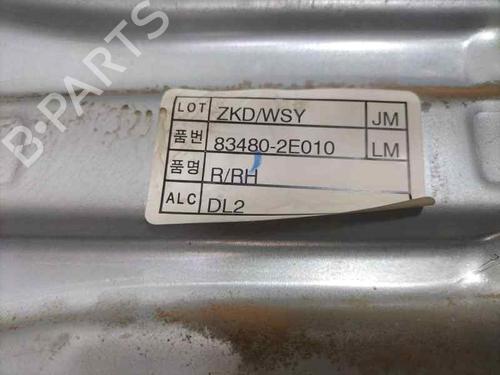 LOT ZKD/WSY JM
품번 83480-2E010 LM
품명 R/RH
ALC DL2
B-PARTS